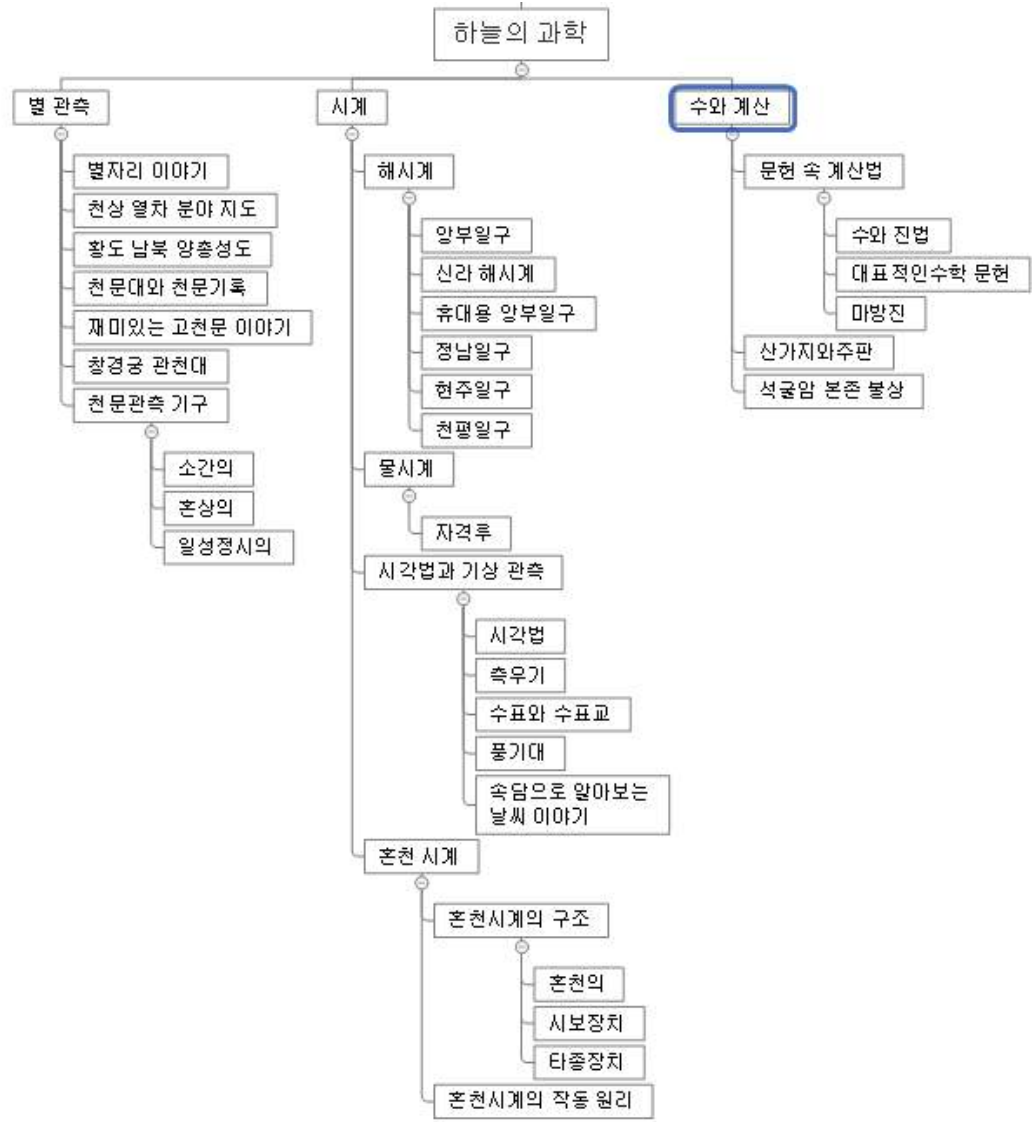 하늘의 과학
별 관측
별자리 이야기
천상 열차 분야 지도
황도 남북 양총성도
천문대와 천문기록
재미있는 고천문 이야기
창경궁 관천대
천문관측 기구
소간의
혼상의
일성정시의
시계
해시계
앙부일구
신라 해시계
휴대용 앙부일구
정남일구
현주일구
천평일구
물시계
자격루
시각법과 기상 관측
시각법
측우기
수표와 수표교
풍기대
속담으로 알아보는
날씨 이야기
혼천 시계
혼천시계의 구조
혼천의
시보장치
타종장치
혼천시계의 작동 원리
수와 계산
문헌 속 계산법
수와 진법
대표적인수학 문헌
마방진
산가지와주판
석굴암 본존 불상